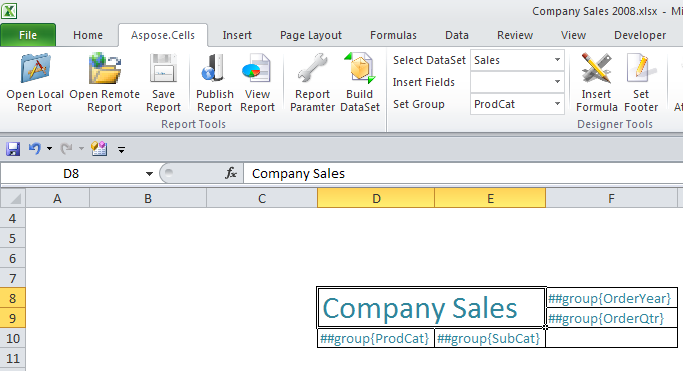 Company Sales 2008.xlsx - Mi
File Home Aspose.Cells Insert Page Layout Formulas Data Review View Developer
Open Local Report Open Remote Report Save Report Publish Report View Report Report Paramter Build DataSet Select DataSet Sales Insert Formula Set Footer
Insert Fields
Set Group ProdCat
Report Tools Designer Tools
D8 fx Company Sales
A B C D E F
4
5
6
7
8 Company Sales ##group{OrderYear}
9 ##group{OrderQtr}
10 ##group{ProdCat} ##group{SubCat}
11